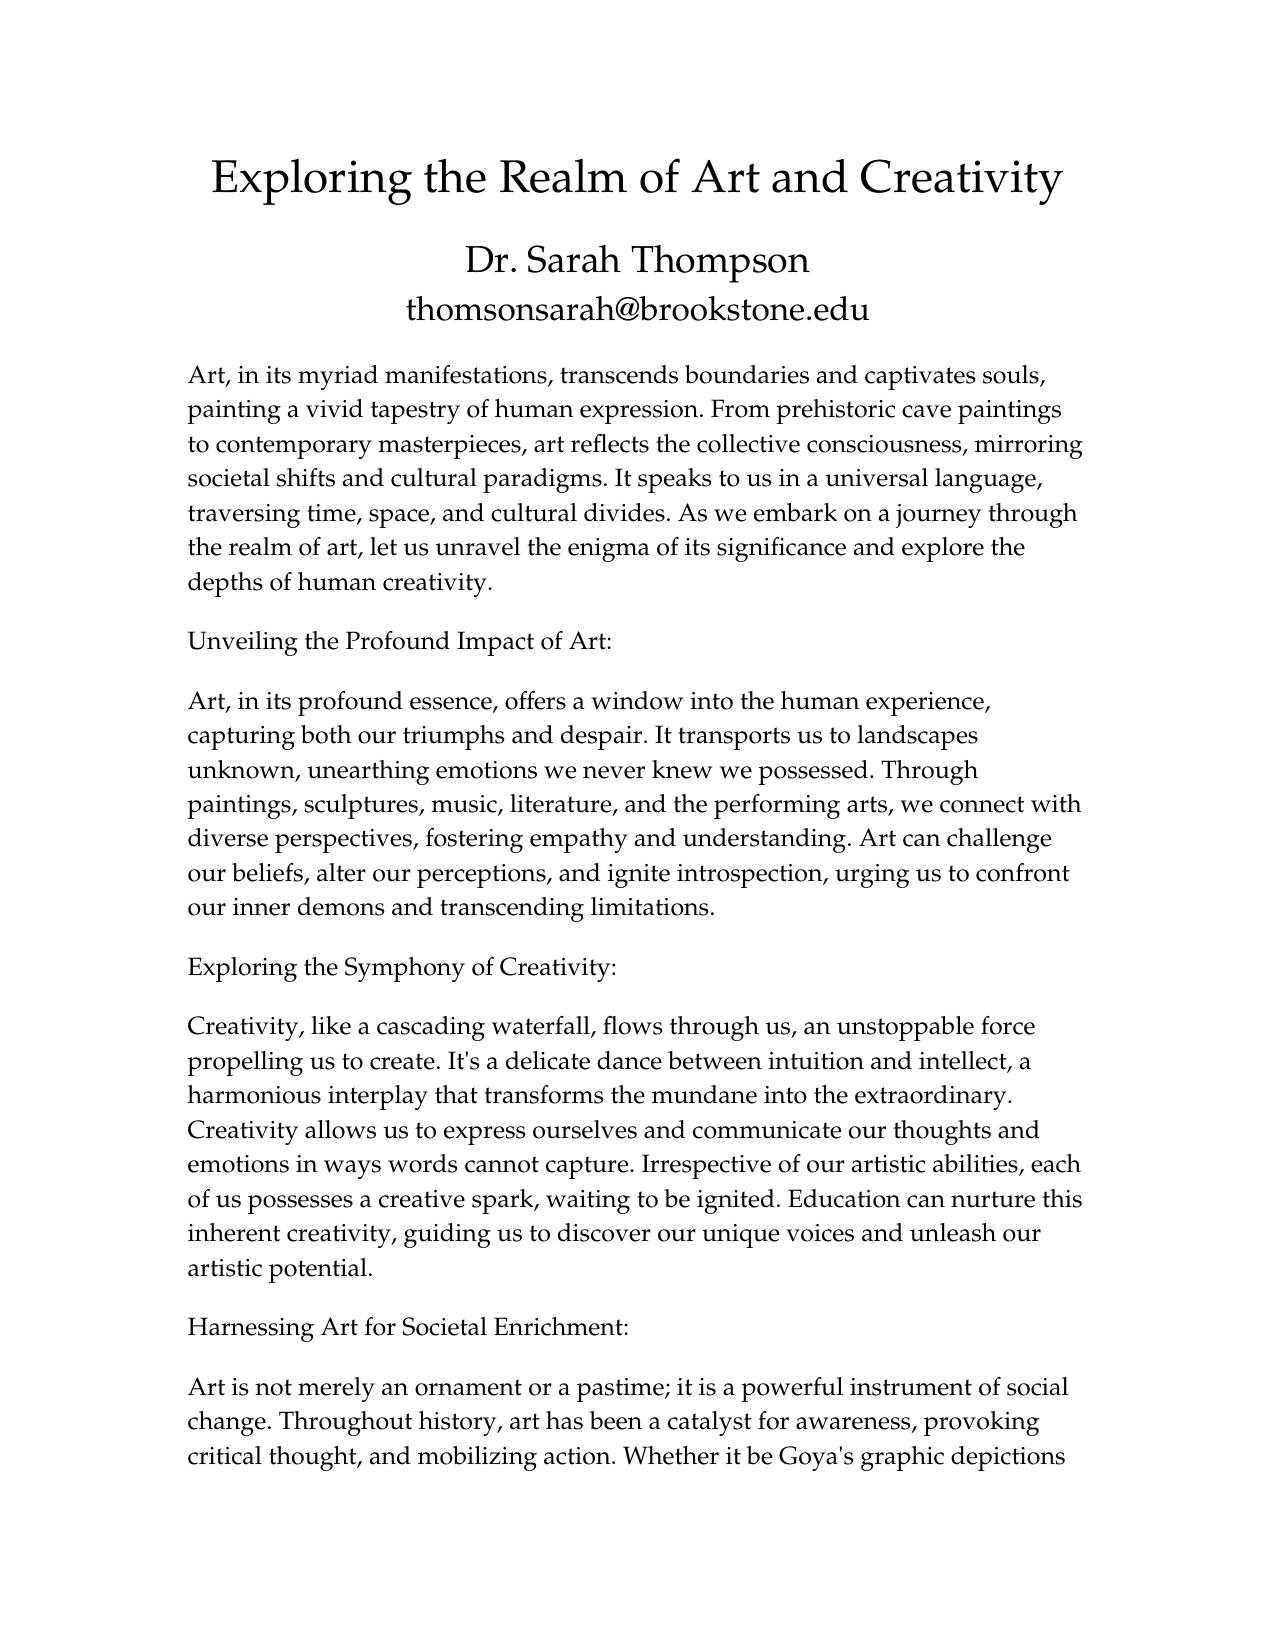 Exploring the Realm of Art and Creativity
Dr. Sarah Thompson
thomsonsarah@brookstone.edu
Art, in its myriad manifestations, transcends boundaries and captivates souls,
painting a vivid tapestry of human expression. From prehistoric cave paintings
to contemporary masterpieces, art reflects the collective consciousness, mirroring
societal shifts and cultural paradigms. It speaks to us in a universal language,
traversing time, space, and cultural divides. As we embark on a journey through
the realm of art, let us unravel the enigma of its significance and explore the
depths of human creativity.
Unveiling the Profound Impact of Art:
Art, in its profound essence, offers a window into the human experience,
capturing both our triumphs and despair. It transports us to landscapes
unknown, unearthing emotions we never knew we possessed. Through
paintings, sculptures, music, literature, and the performing arts, we connect with
diverse perspectives, fostering empathy and understanding. Art can challenge
our beliefs, alter our perceptions, and ignite introspection, urging us to confront
our inner demons and transcending limitations.
Exploring the Symphony of Creativity:
Creativity, like a cascading waterfall, flows through us, an unstoppable force
propelling us to create. It's a delicate dance between intuition and intellect, a
harmonious interplay that transforms the mundane into the extraordinary.
Creativity allows us to express ourselves and communicate our thoughts and
emotions in ways words cannot capture. Irrespective of our artistic abilities, each
of us possesses a creative spark, waiting to be ignited. Education can nurture this
inherent creativity, guiding us to discover our unique voices and unleash our
artistic potential.
Harnessing Art for Societal Enrichment:
Art is not merely an ornament or a pastime; it is a powerful instrument of social
change. Throughout history, art has been a catalyst for awareness, provoking
critical thought, and mobilizing action. Whether it be Goya's graphic depictions